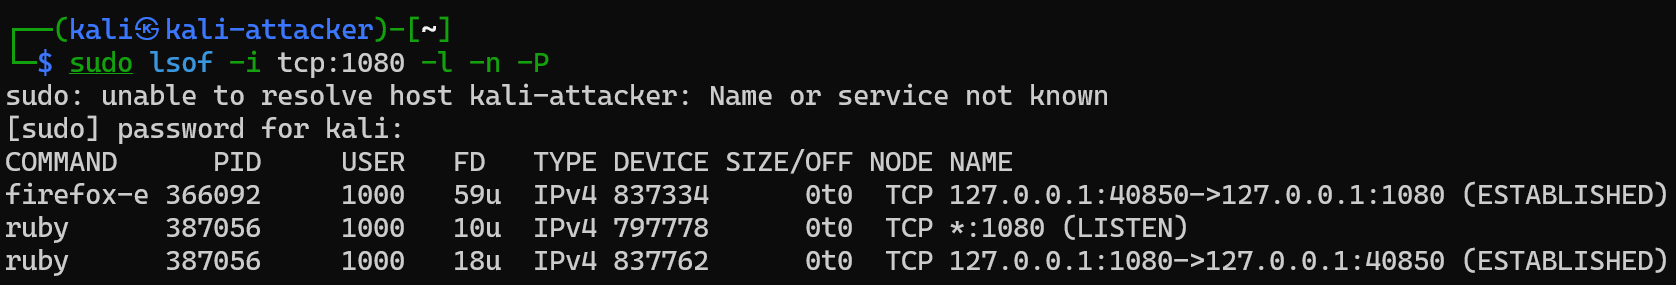 ┌──(kali㉿kali-attacker)-[~]
└─$ sudo lsof -i tcp:1080 -l -n -P
sudo: unable to resolve host kali-attacker: Name or service not known
[sudo] password for kali:
COMMAND      PID     USER   FD   TYPE DEVICE SIZE/OFF NODE NAME
firefox-e 366092     1000   59u  IPv4 837334      0t0  TCP 127.0.0.1:40850->127.0.0.1:1080 (ESTABLISHED)
ruby      387056     1000   10u  IPv4 797778      0t0  TCP *:1080 (LISTEN)
ruby      387056     1000   18u  IPv4 837762      0t0  TCP 127.0.0.1:1080->127.0.0.1:40850 (ESTABLISHED)